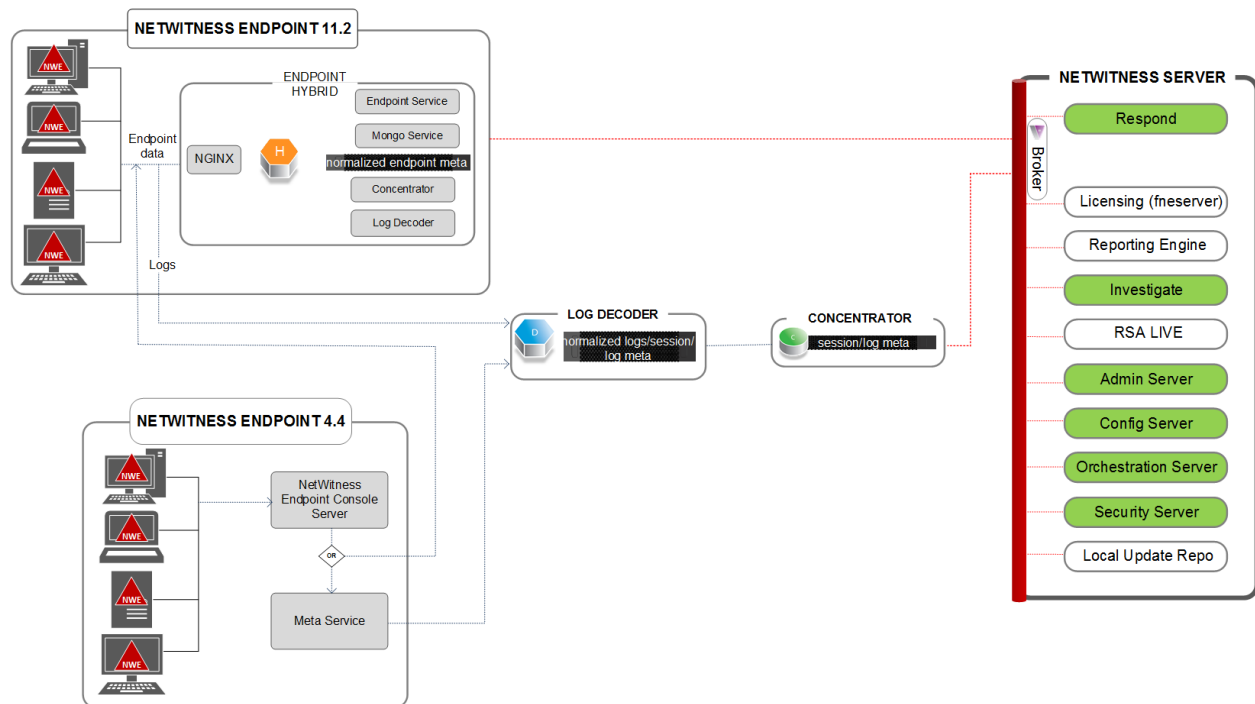 NETWITNESS ENDPOINT 11.2
NWE
NWE
NWE
NWE
Endpoint
data
Logs
ENDPOINT
HYBRID
NGINX
H
Endpoint Service
Mongo Service
normalized endpoint meta
Concentrator
Log Decoder
NETWITNESS ENDPOINT 4.4
NWE
NWE
NWE
NWE
NetWitness
Endpoint Console
Server
OR
Meta Service
LOG DECODER
D
normalized logs/session/
log meta
CONCENTRATOR
C
session/log meta
NETWITNESS SERVER
Broker
Respond
Licensing (fneserver)
Reporting Engine
Investigate
RSA LIVE
Admin Server
Config Server
Orchestration Server
Security Server
Local Update Repo